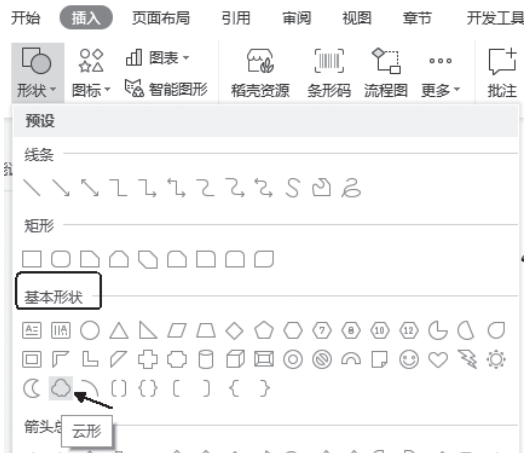 开始 插入 页面布局 引用 审阅 视图 章节 开发工具
图表
形状 图标 智能图形 稻壳资源 条形码 流程图 更多 批注
预设
线条
矩形
基本形状
箭头总
云形